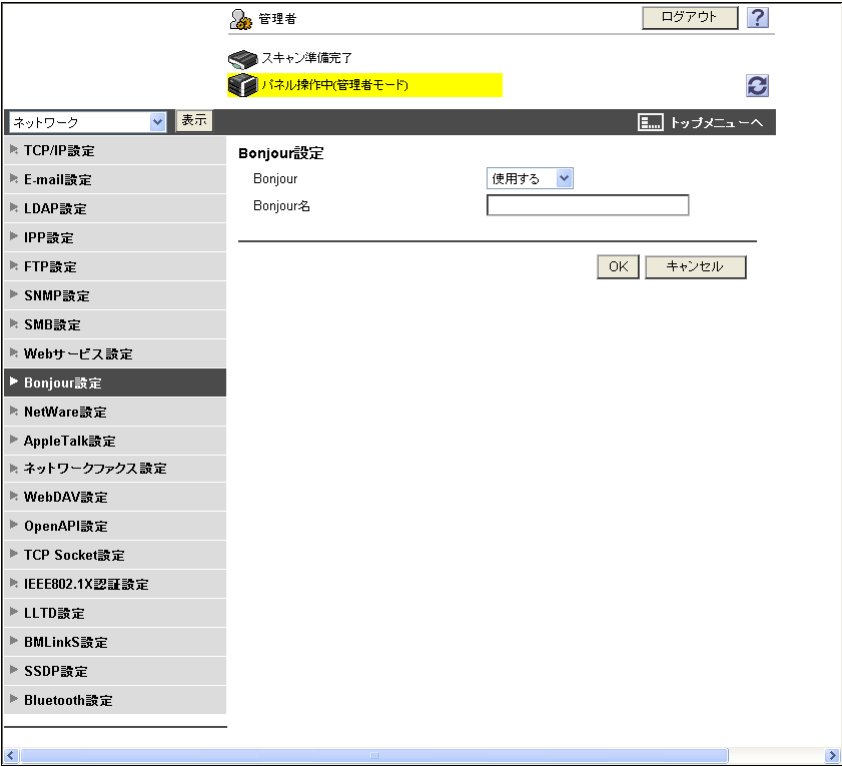 管理者
ログアウト
?
スキャン準備完了
パネル操作中(管理者モード)
ネットワーク
表示
トップメニューへ
TCP/IP設定
E-mail設定
LDAP設定
IPP設定
FTP設定
SNMP設定
SMB設定
Webサービス設定
Bonjour設定
NetWare設定
AppleTalk設定
ネットワークファクス設定
WebDAV設定
OpenAPI設定
TCP Socket設定
IEEE802.1X認証設定
LLTD設定
BMLinkS設定
SSDP設定
Bluetooth設定
Bonjour設定
Bonjour 使用する
Bonjour名
OK キャンセル